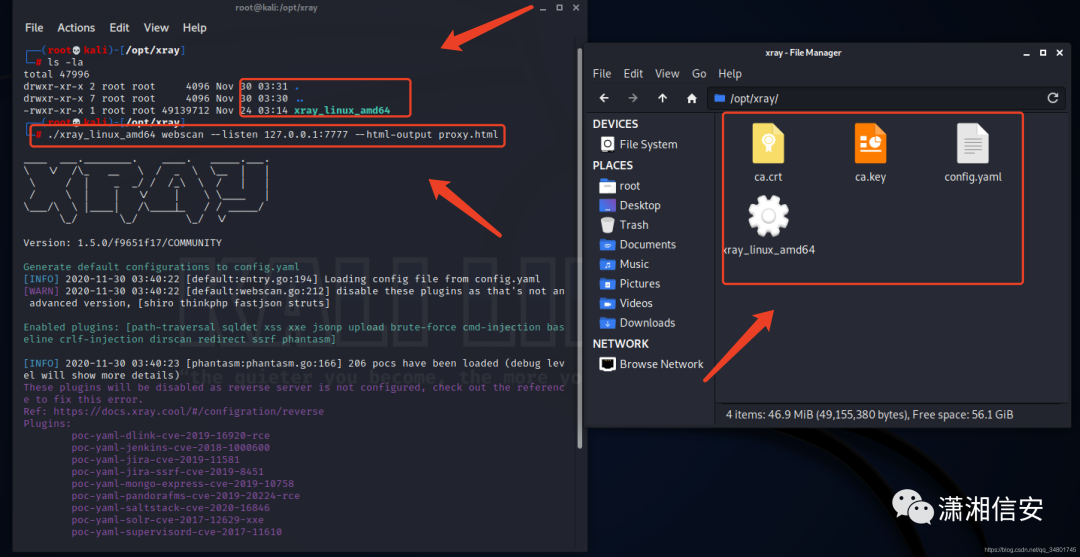 root@kali: /opt/xray
File Actions Edit View Help
(root💀kali)-[/opt/xray]
# ls -la
total 47996
drwxr-xr-x 2 root root 4096 Nov 30 03:31 .
drwxr-xr-x 7 root root 4096 Nov 30 03:30 ..
-rwxr-xr-x 1 root root 49139712 Nov 24 03:14 xray_linux_amd64
(root💀kali)-[/opt/xray]
# ./xray_linux_amd64 webscan --listen 127.0.0.1:7777 --html-output proxy.html
XRAY
Version: 1.5.0/f9651f17/COMMUNITY
Generate default configurations to config.yaml
[INFO] 2020-11-30 03:40:22 [default:entry.go:194] Loading config file from config.yaml
[WARN] 2020-11-30 03:40:22 [default:webscan.go:212] disable these plugins as that's not an
advanced version, [shiro thinkphp fastjson struts]
Enabled plugins: [path-traversal sqldet xss xxe jsonp upload brute-force cmd-injection bas
eline crlf-injection dirscan redirect ssrf phantasm]
[INFO] 2020-11-30 03:40:23 [phantasm:phantasm.go:166] 206 pocs have been loaded (debug lev
el will show more details)
"the quieter you become, the more yo
These plugins will be disabled as reverse server is not configured, check out the referenc
e to fix this error.
Ref: https://docs.xray.cool/#/configration/reverse
Plugins:
poc-yaml-dlink-cve-2019-16920-rce
poc-yaml-jenkins-cve-2018-1000600
poc-yaml-jira-cve-2019-11581
poc-yaml-jira-ssrf-cve-2019-8451
poc-yaml-mongo-express-cve-2019-10758
poc-yaml-pandorafms-cve-2019-20224-rce
poc-yaml-saltstack-cve-2020-16846
poc-yaml-solr-cve-2017-12629-xxe
poc-yaml-supervisord-cve-2017-11610
xray - File Manager
File Edit View Go Help
/opt/xray/
DEVICES
File System
PLACES
root
Desktop
Trash
Documents
Music
Pictures
Videos
Downloads
NETWORK
Browse Network
ca.crt
ca.key
config.yaml
xray_linux_amd64
4 items: 46.9 MiB (49,155,380 bytes), Free space: 56.1 GiB
潇湘信安
https://blog.csdn.net/qq_34801745